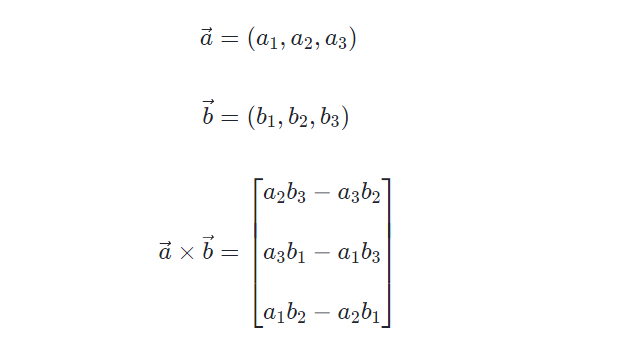 a⃗ = (a₁, a₂, a₃)
b⃗ = (b₁, b₂, b₃)
a⃗ × b⃗ = [a₂b₃ − a₃b₂
a₃b₁ − a₁b₃
a₁b₂ − a₂b₁]